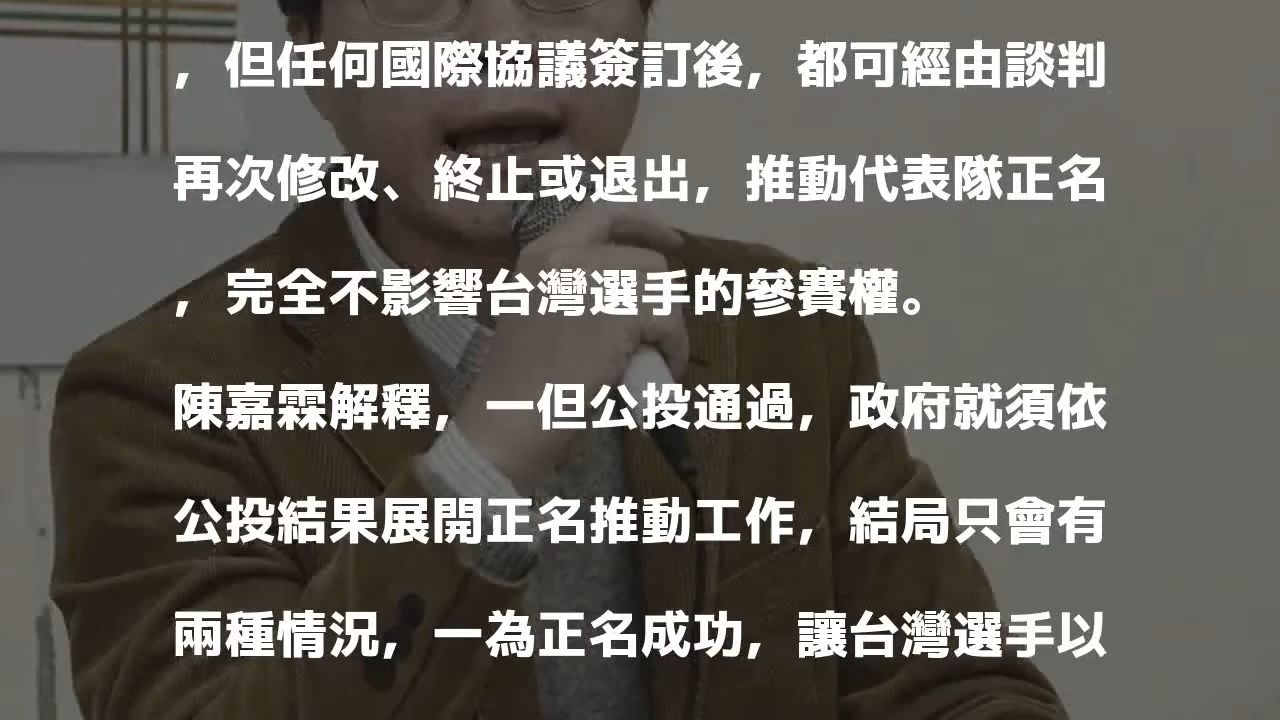 ，但任何國際協議簽訂後，都可經由談判
再次修改、終止或退出，推動代表隊正名
，完全不影響台灣選手的參賽權。
陳嘉霖解釋，一但公投通過，政府就須依
公投結果展開正名推動工作，結局只會有
兩種情況，一為正名成功，讓台灣選手以